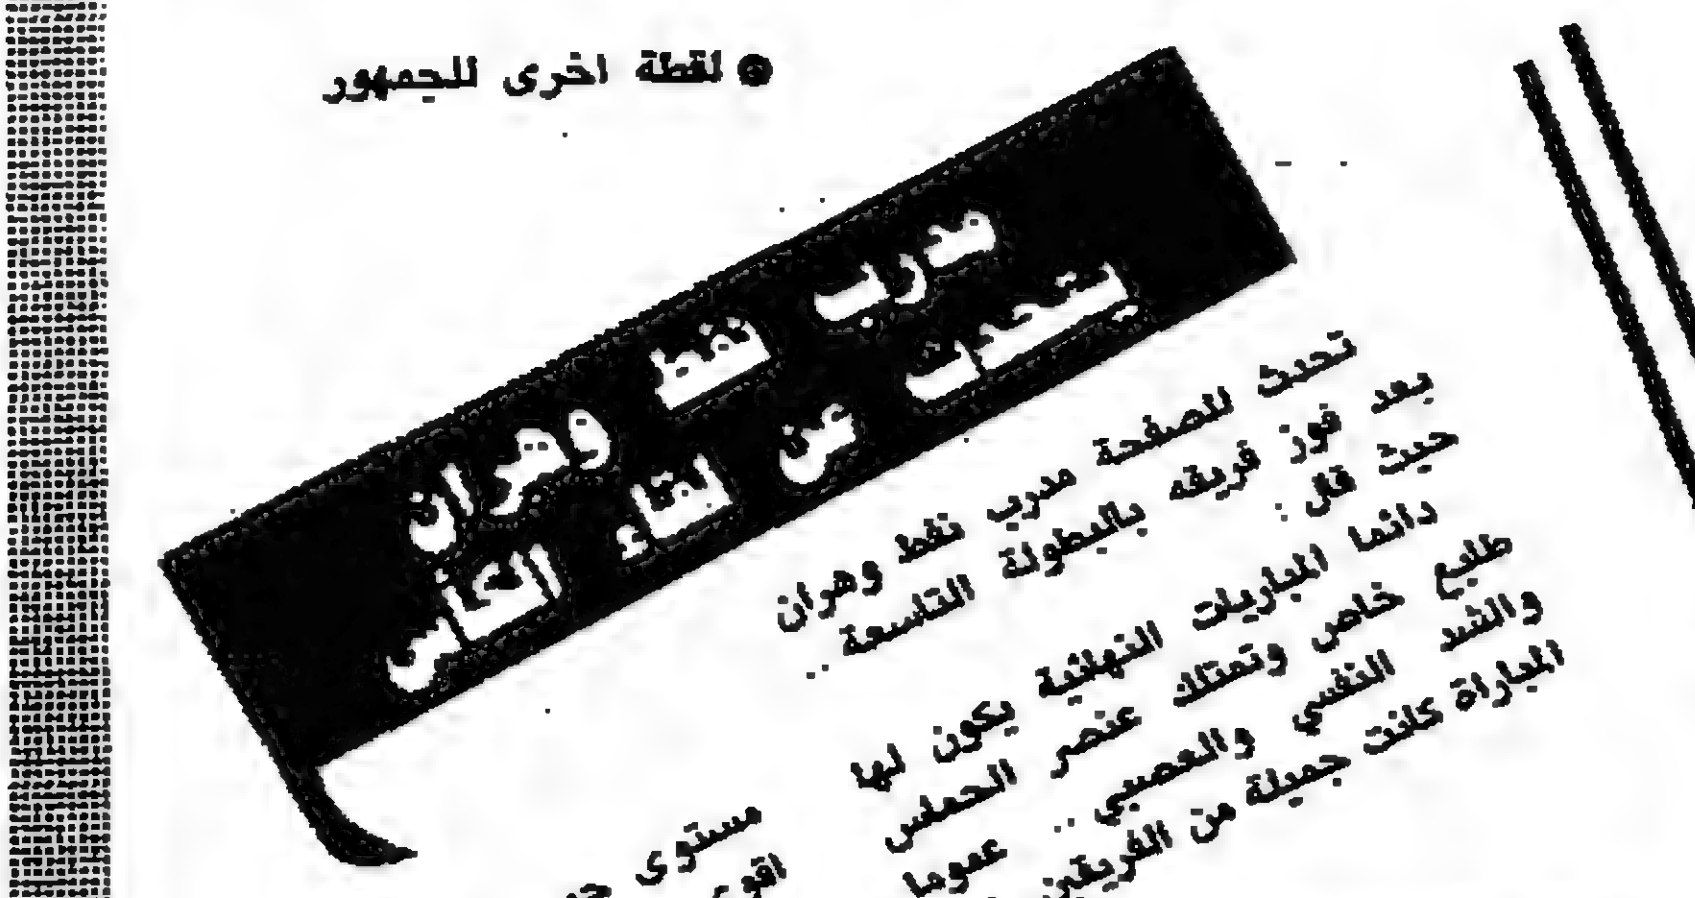 ● لقطة اخرى للجمهور
مدرب نفط وهران
يتحدث عن لقاء الكأس
تحدث للصفحة مدرب نفط وهران
بعد فوز فريقه بالبطولة التاسعة ..
حيث قال :
دائما المباريات النهائية يكون لها
طابع خاص وتمتلك عنصر الحماس
والشد النفسي والعصبي .. عموما
المباراة كانت جميلة من الفريقين
مستوى